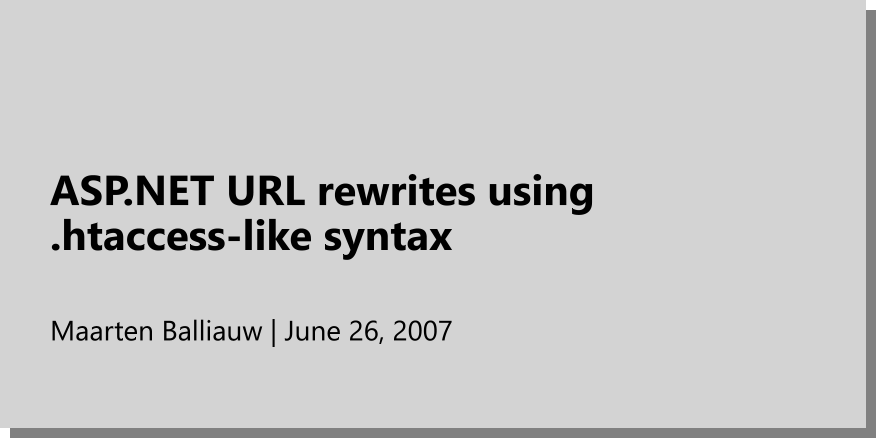 ASP.NET URL rewrites using
.htaccess-like syntax
Maarten Balliauw | June 26, 2007